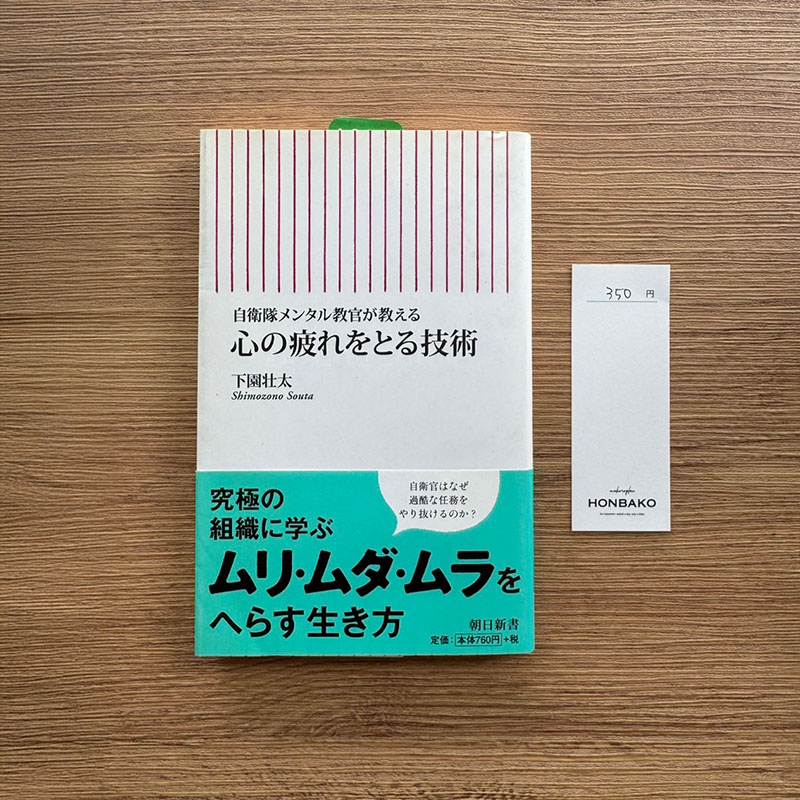 自衛隊メンタル教官が教える
心の疲れをとる技術
下園壮太
Shimozono Souta
自衛官はなぜ
過酷な任務を
やり抜けるのか?
究極の
組織に学ぶ
ムリ・ムダ・ムラを
へらす生き方
朝日新書
定価:本体760円+税
350 円
HONBAKO